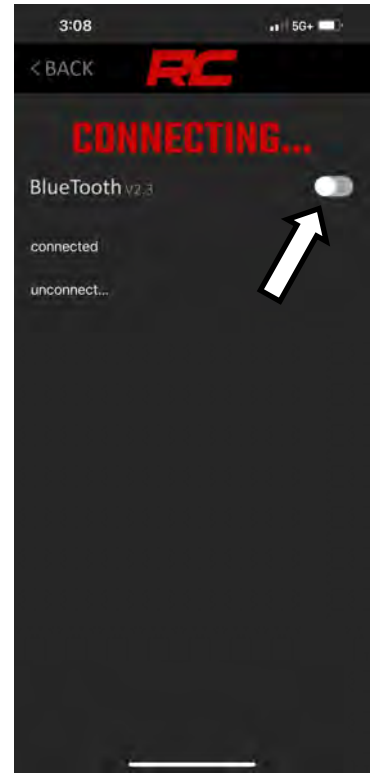 3:08 5G+
< BACK RC
CONNECTING...
BlueTooth v2.3
connected
unconnect...